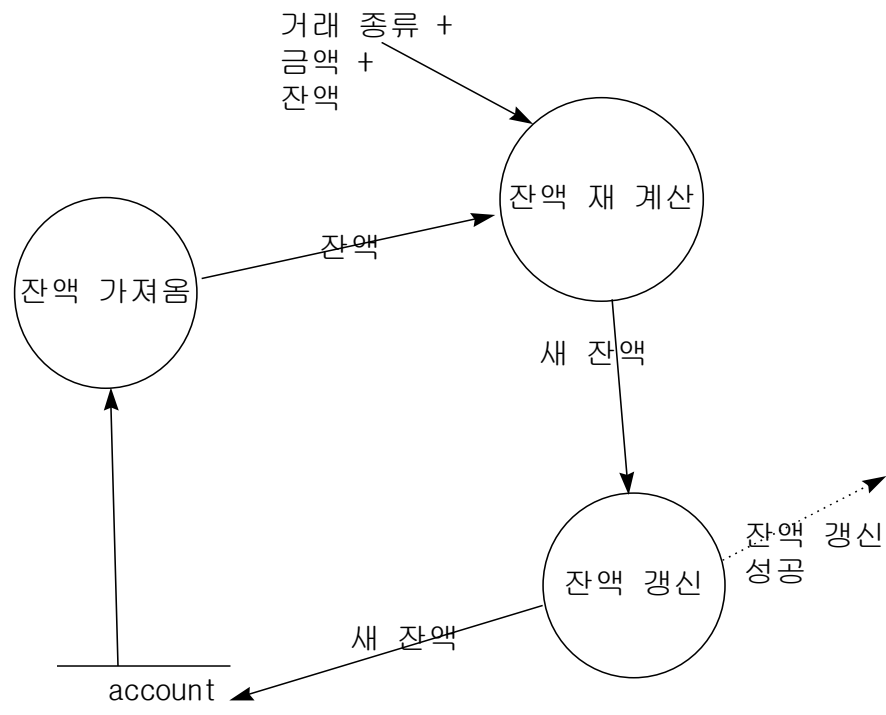 거래 종류 +
금액 +
잔액
잔액 재 계산
잔액
잔액 가져옴
새 잔액
잔액 갱신
성공
잔액 갱신
새 잔액
account